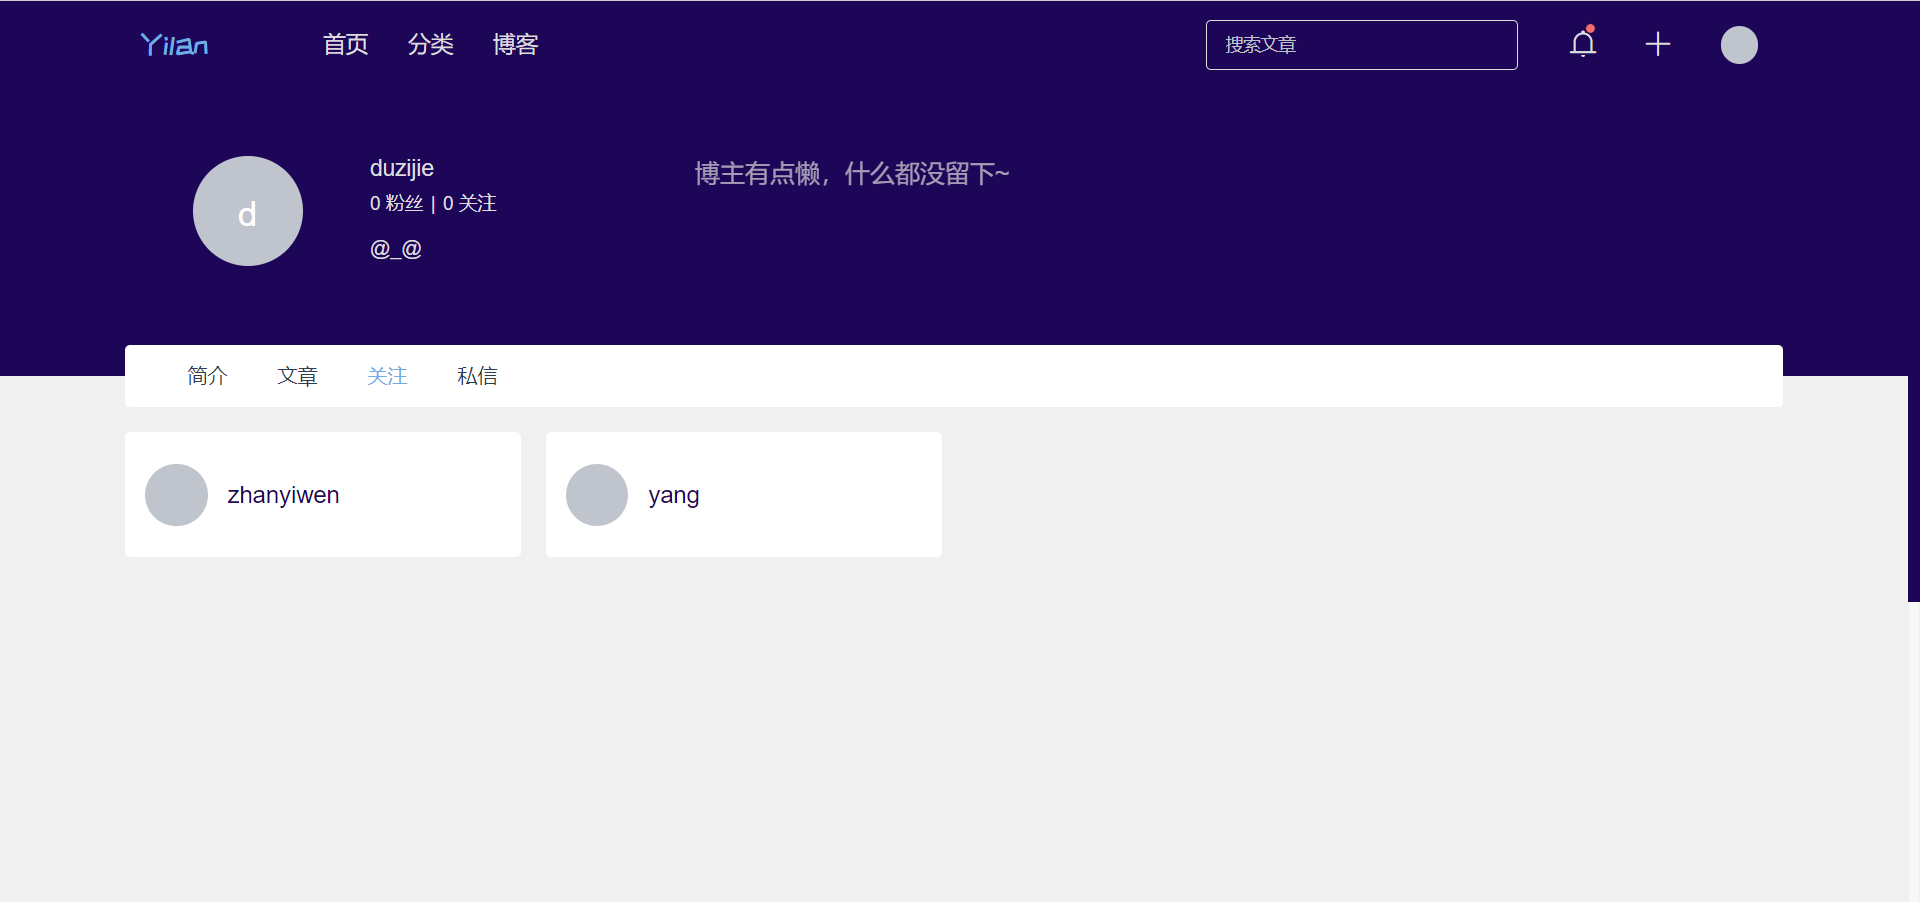 Yilan 首页 分类 博客 搜索文章
duzijie
博主有点懒，什么都没留下~
d
0 粉丝 | 0 关注
@_@
简介 文章 关注 私信
zhanyiwen
yang